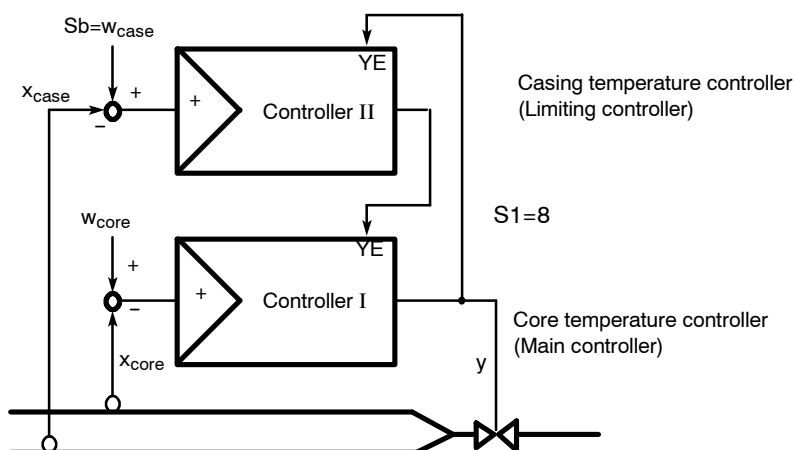 Sb=w_case
x_case
+
−
+
YE
Controller II
Casing temperature controller
(Limiting controller)
w_core
+
−
+
YE
Controller I
S1=8
x_core
Core temperature controller
(Main controller)
y